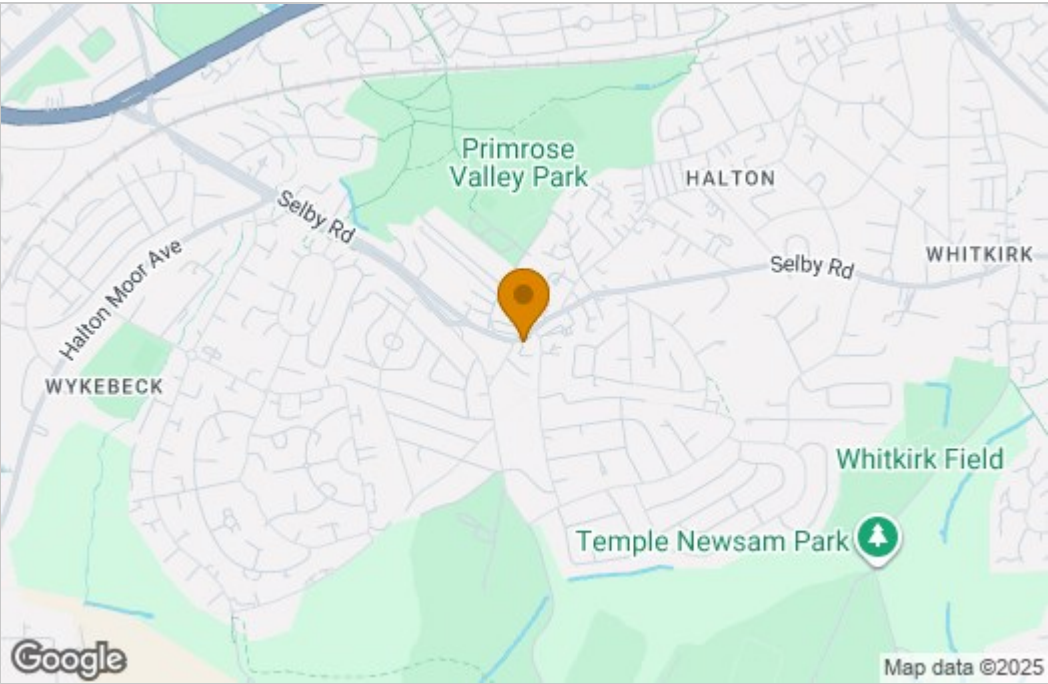 Primrose
Valley Park
HALTON
Selby Rd
WHITKIRK
Selby Rd
Halton Moor Ave
WYKEBECK
Whitkirk Field
Temple Newsam Park
Google
Map data ©2025